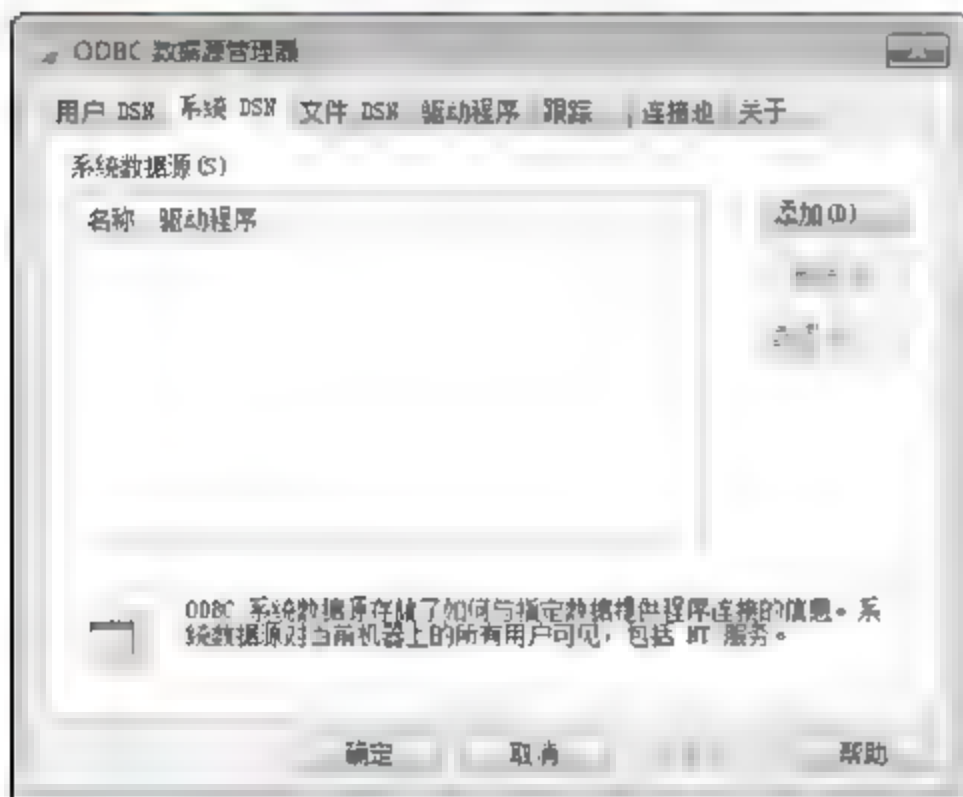 ODBC 数据源管理器
用户 DSN 系统 DSN 文件 DSN 驱动程序 跟踪 连接池 关于
系统数据源(S)
名称 驱动程序
添加(D)
ODBC 系统数据源存储了如何与指定数据提供程序连接的信息。系
统数据源对当前机器上的所有用户可见，包括 NT 服务。
确定 取消 帮助